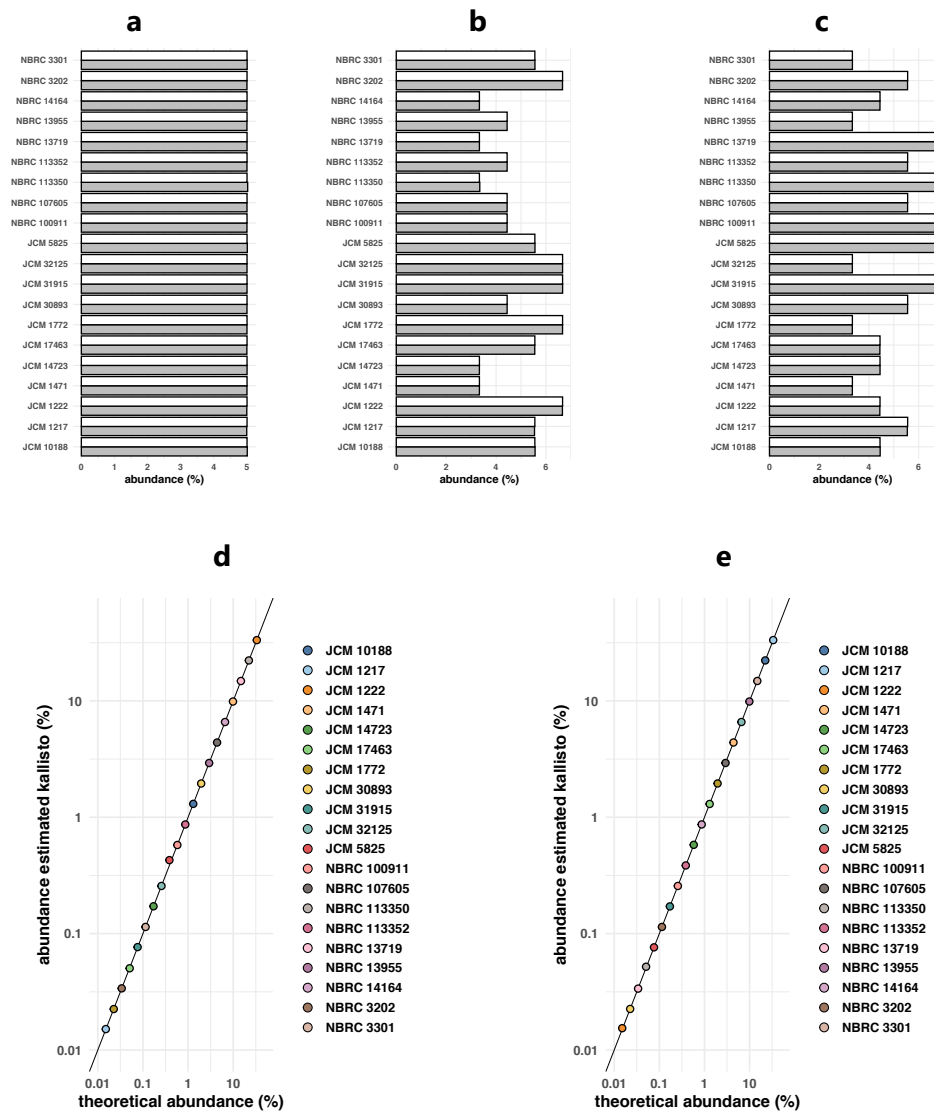 a
NBRC 3301
NBRC 3202
NBRC 14164
NBRC 13955
NBRC 13719
NBRC 113352
NBRC 113350
NBRC 107605
NBRC 100911
JCM 5825
JCM 32125
JCM 31915
JCM 30893
JCM 1772
JCM 17463
JCM 14723
JCM 1471
JCM 1222
JCM 1217
JCM 10188
0 1 2 3 4 5
abundance (%)
b
NBRC 3301
NBRC 3202
NBRC 14164
NBRC 13955
NBRC 13719
NBRC 113352
NBRC 113350
NBRC 107605
NBRC 100911
JCM 5825
JCM 32125
JCM 31915
JCM 30893
JCM 1772
JCM 17463
JCM 14723
JCM 1471
JCM 1222
JCM 1217
JCM 10188
0 2 4 6
abundance (%)
c
NBRC 3301
NBRC 3202
NBRC 14164
NBRC 13955
NBRC 13719
NBRC 113352
NBRC 113350
NBRC 107605
NBRC 100911
JCM 5825
JCM 32125
JCM 31915
JCM 30893
JCM 1772
JCM 17463
JCM 14723
JCM 1471
JCM 1222
JCM 1217
JCM 10188
0 2 4 6
abundance (%)
d
abundance estimated kallisto (%)
10
1
0.1
0.01
0.01 0.1 1 10
theoretical abundance (%)
JCM 10188
JCM 1217
JCM 1222
JCM 1471
JCM 14723
JCM 17463
JCM 1772
JCM 30893
JCM 31915
JCM 32125
JCM 5825
NBRC 100911
NBRC 107605
NBRC 113350
NBRC 113352
NBRC 13719
NBRC 13955
NBRC 14164
NBRC 3202
NBRC 3301
e
abundance estimated kallisto (%)
10
1
0.1
0.01
0.01 0.1 1 10
theoretical abundance (%)
JCM 10188
JCM 1217
JCM 1222
JCM 1471
JCM 14723
JCM 17463
JCM 1772
JCM 30893
JCM 31915
JCM 32125
JCM 5825
NBRC 100911
NBRC 107605
NBRC 113350
NBRC 113352
NBRC 13719
NBRC 13955
NBRC 14164
NBRC 3202
NBRC 3301